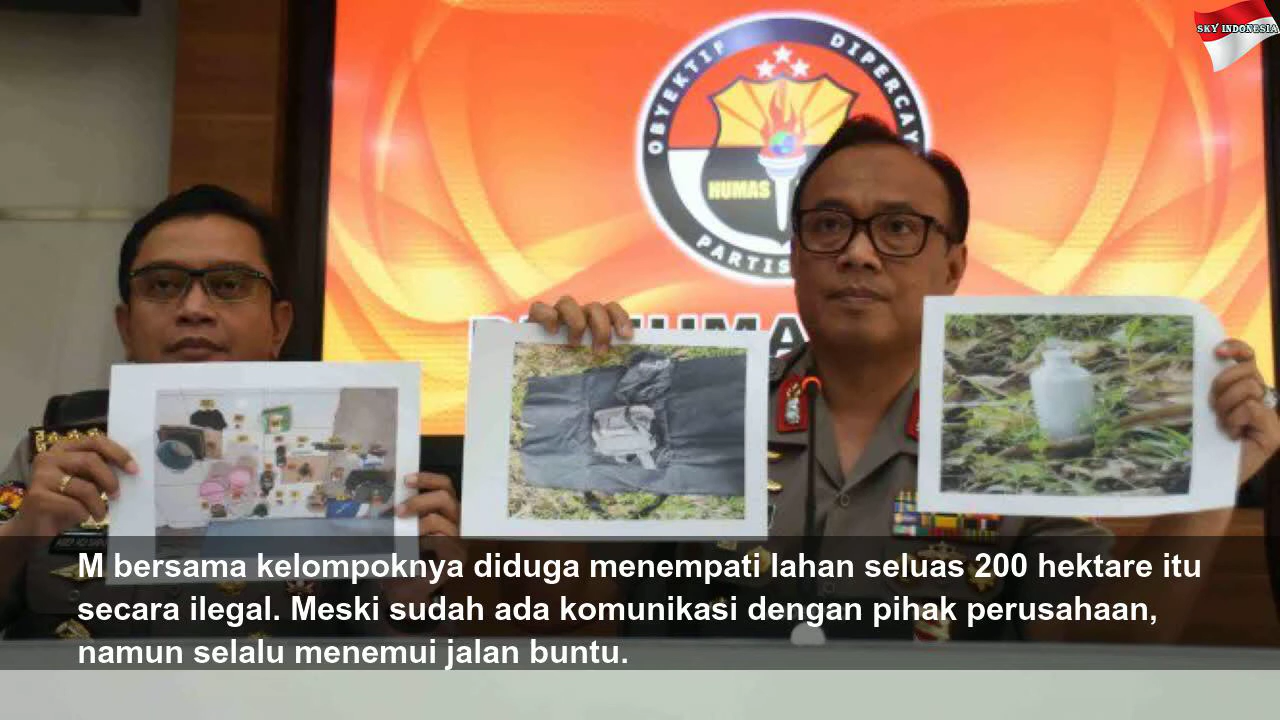 SKY INDONESIA
OBYEKTIF DIPERCAY
HUMAS
PARTIS
HUMA
M bersama kelompoknya diduga menempati lahan seluas 200 hektare itu
secara ilegal. Meski sudah ada komunikasi dengan pihak perusahaan,
namun selalu menemui jalan buntu.